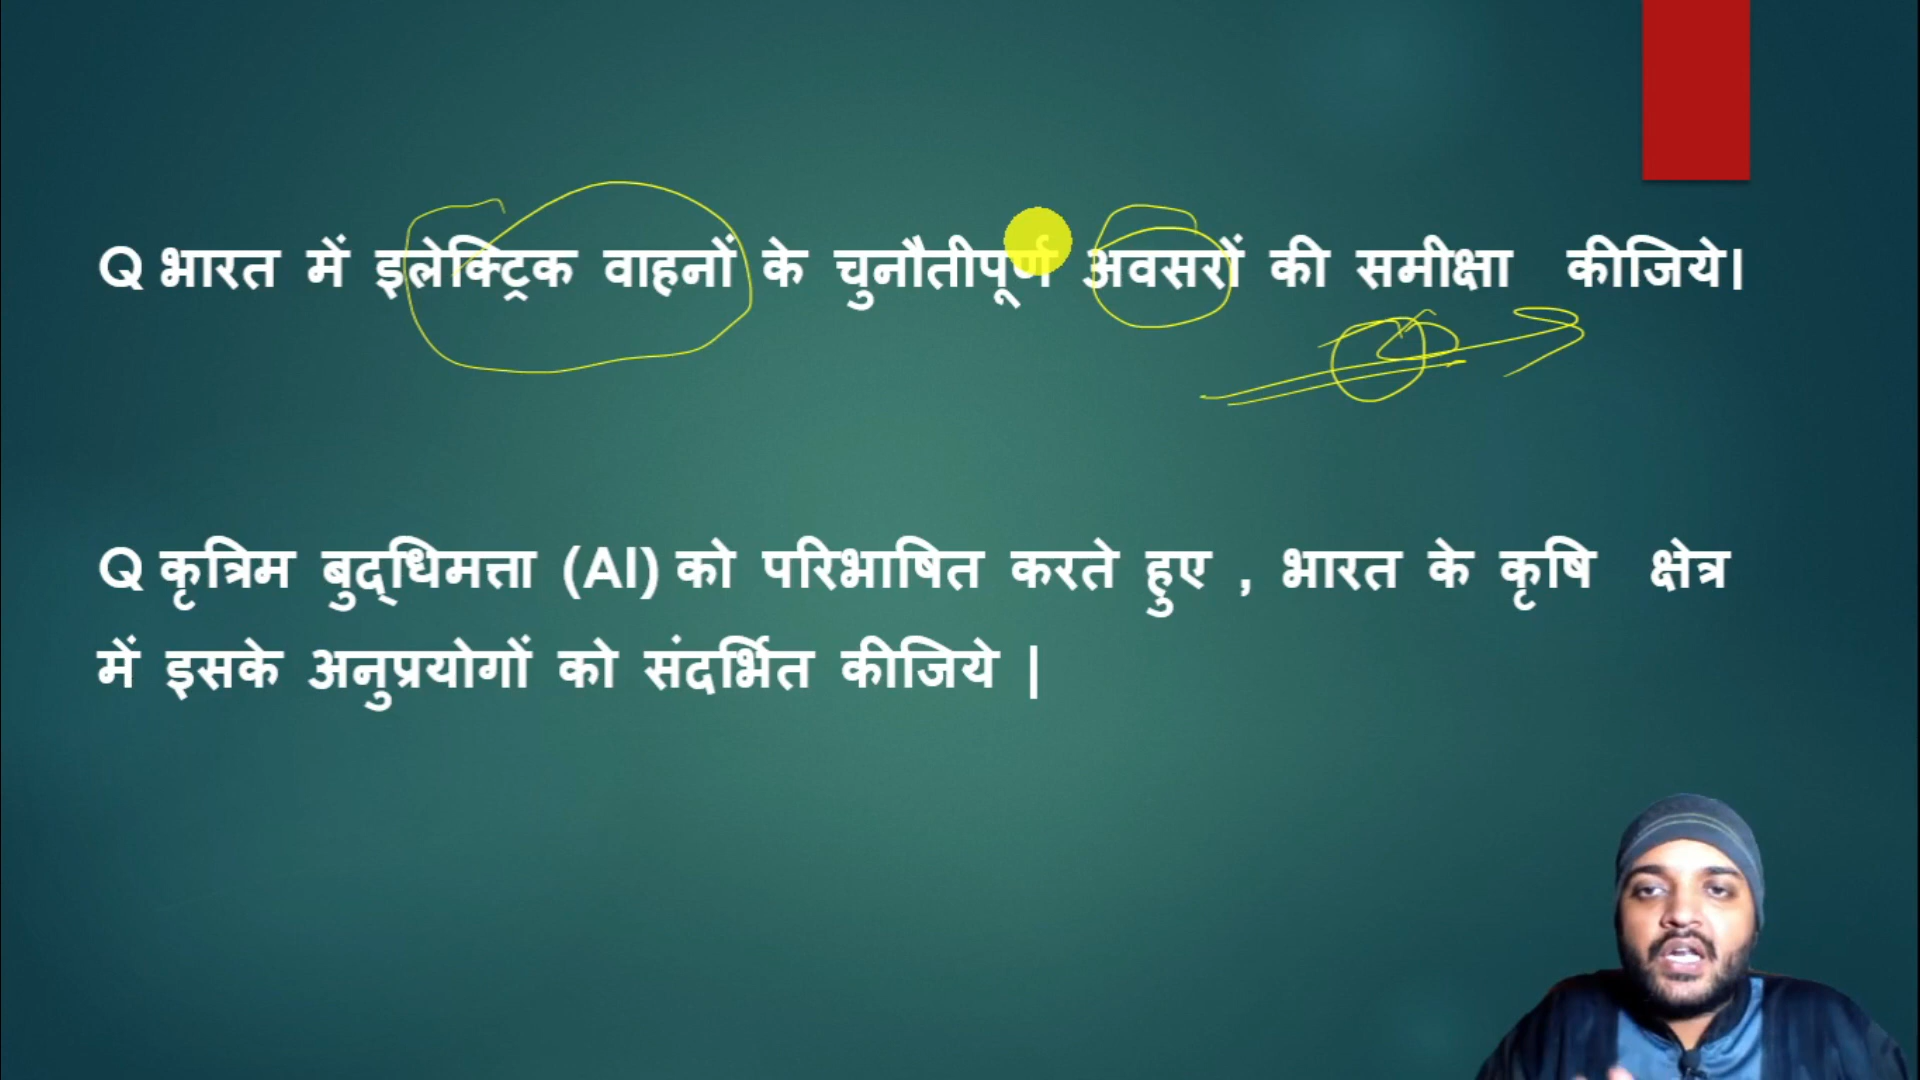 Q भारत में इलेक्ट्रिक वाहनों के चुनौतीपूर्ण अवसरों की समीक्षा कीजिये।
Q कृत्रिम बुद्धिमत्ता (AI) को परिभाषित करते हुए , भारत के कृषि क्षेत्र
में इसके अनुप्रयोगों को संदर्भित कीजिये |